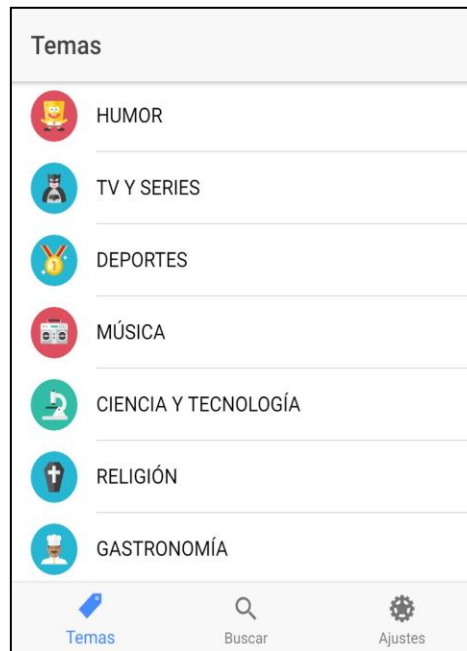 Temas
HUMOR
TV Y SERIES
DEPORTES
MÚSICA
CIENCIA Y TECNOLOGÍA
RELIGIÓN
GASTRONOMÍA
Temas
Buscar
Ajustes